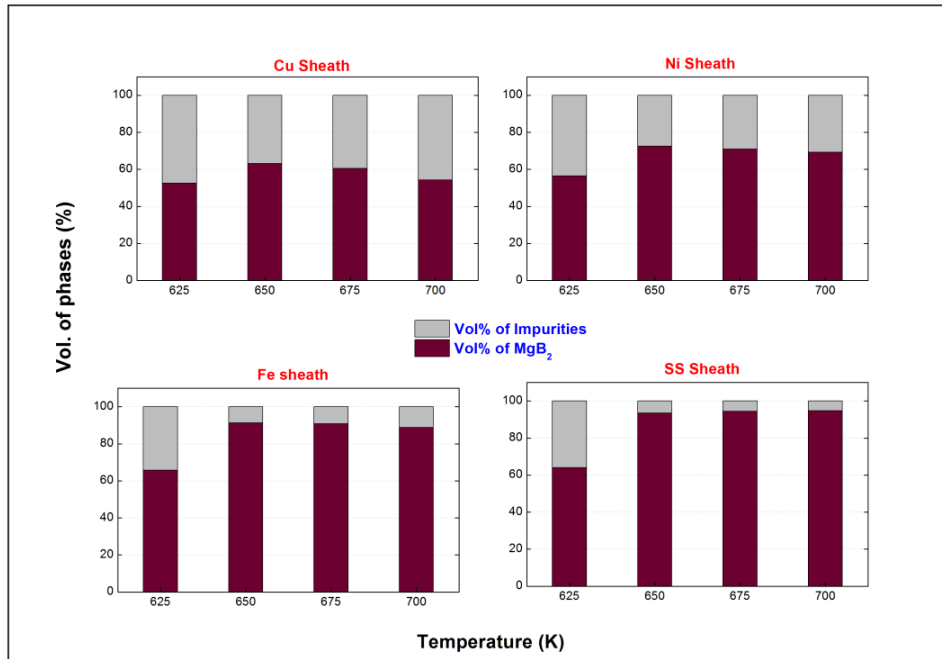 Cu Sheath
100
80
60
40
20
0
625 650 675 700
Ni Sheath
100
80
60
40
20
0
625 650 675 700
Vol. of phases (%)
Vol% of Impurities
Vol% of MgB₂
Fe sheath
100
80
60
40
20
0
625 650 675 700
SS Sheath
100
80
60
40
20
0
625 650 675 700
Temperature (K)